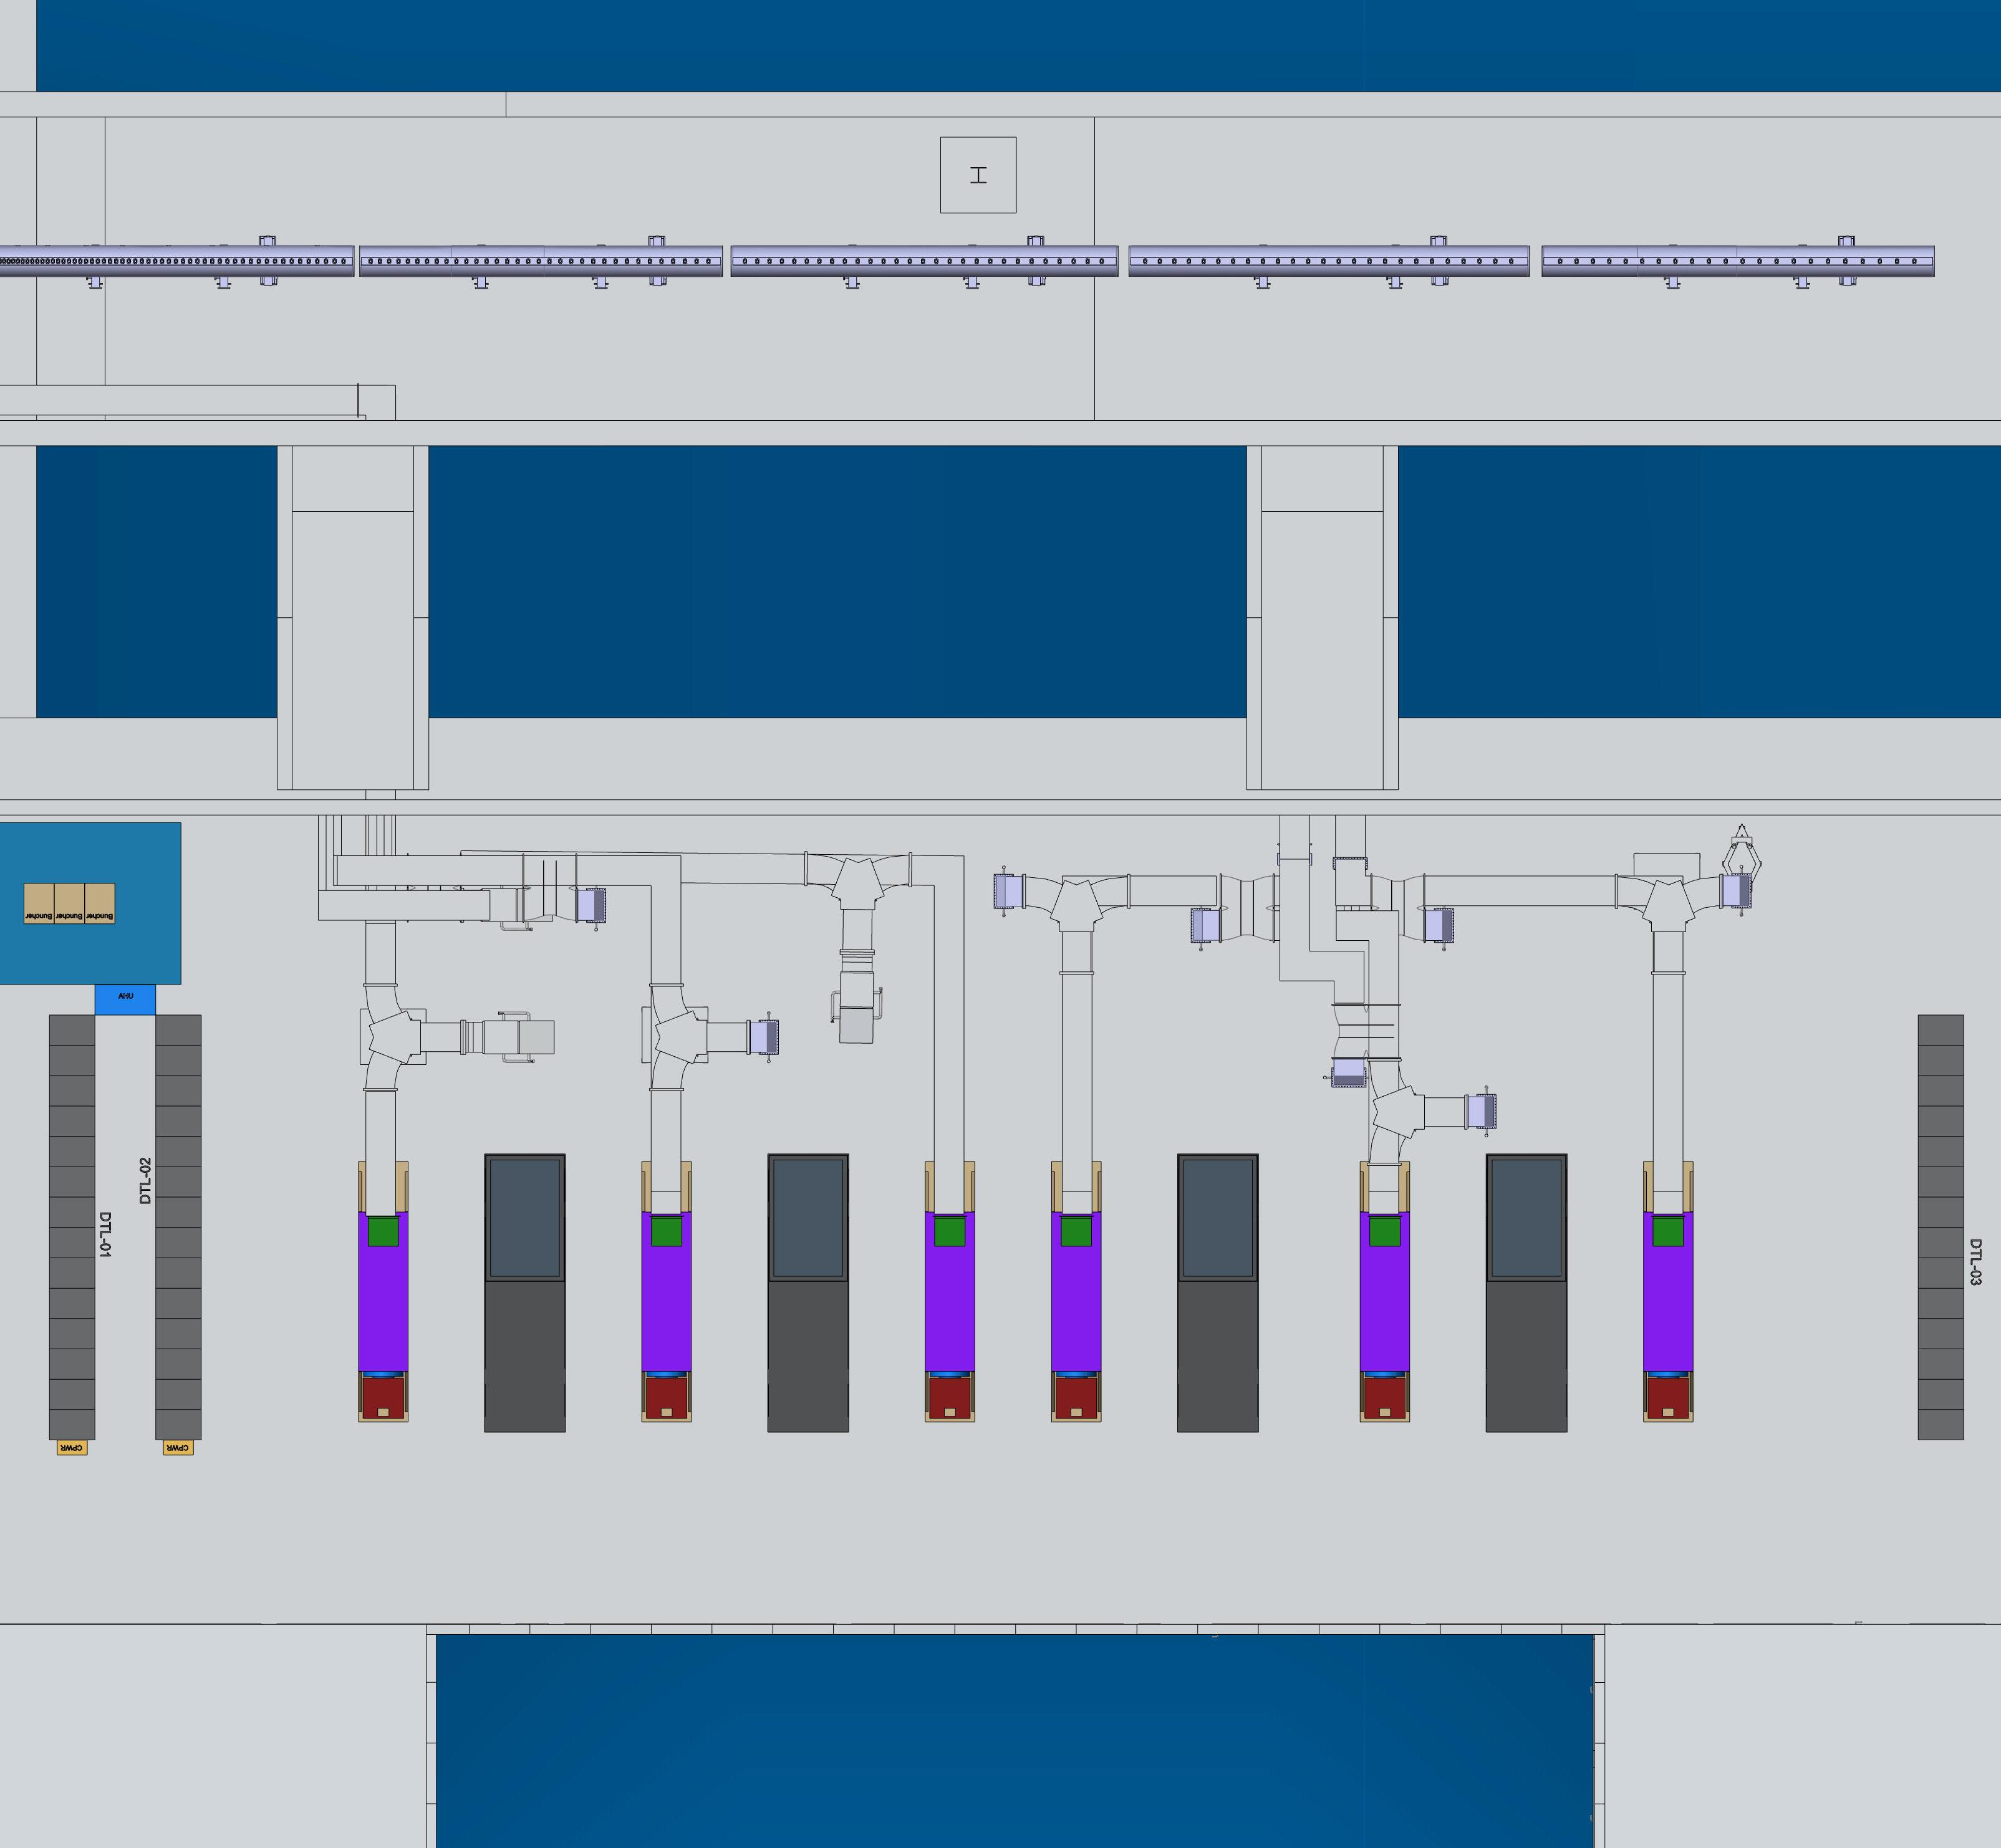 H
Buncher Buncher Buncher
AHU
DTL-02
DTL-01
DTL-03
CPWR CPWR